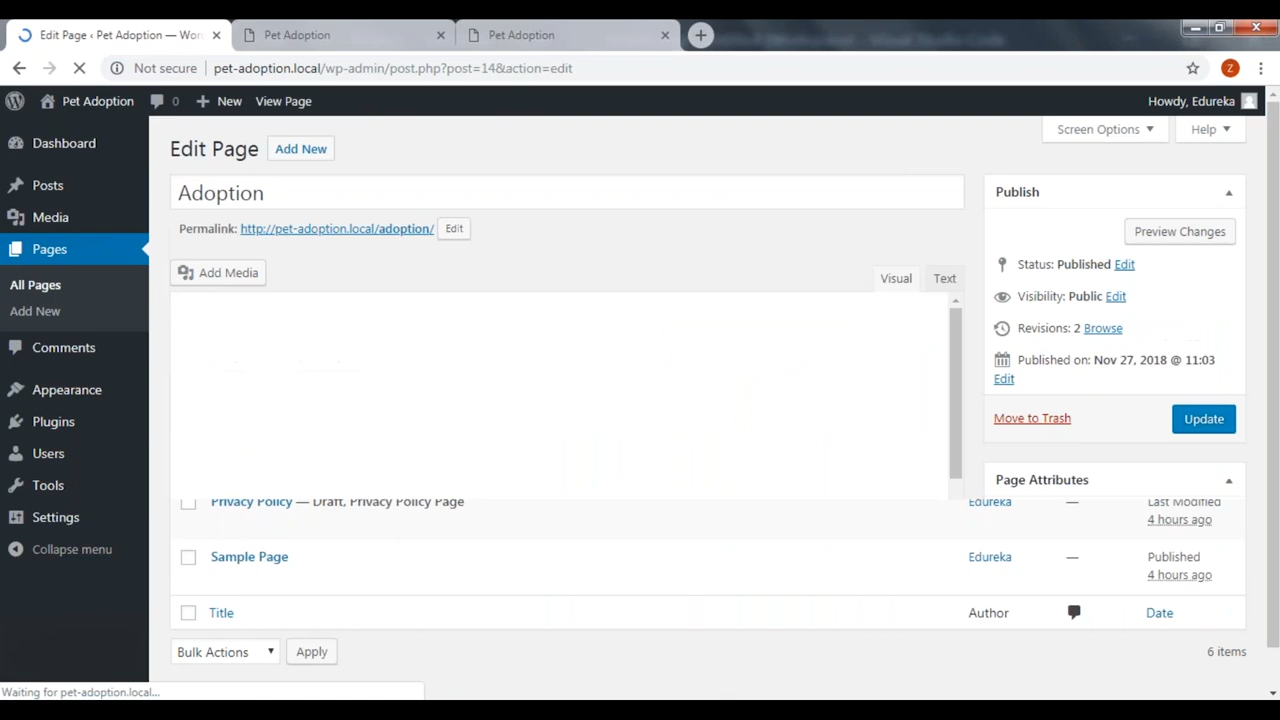 Edit Page ‹ Pet Adoption — Wor
Pet Adoption
Pet Adoption
Not secure
pet-adoption.local/wp-admin/post.php?post=14&action=edit
Z
Pet Adoption
0
New
View Page
Howdy, Edureka
Dashboard
Posts
Media
Pages
All Pages
Add New
Comments
Appearance
Plugins
Users
Tools
Settings
Collapse menu
Screen Options
Help
Edit Page
Add New
Adoption
Permalink: http://pet-adoption.local/adoption/
Edit
Add Media
Visual
Text
Publish
Preview Changes
Status: Published Edit
Visibility: Public Edit
Revisions: 2 Browse
Published on: Nov 27, 2018 @ 11:03
Edit
Move to Trash
Update
Page Attributes
Privacy Policy — Draft, Privacy Policy Page
Edureka
—
Last Modified
4 hours ago
Sample Page
Edureka
—
Published
4 hours ago
Title
Author
Date
Bulk Actions
Apply
6 items
Waiting for pet-adoption.local...